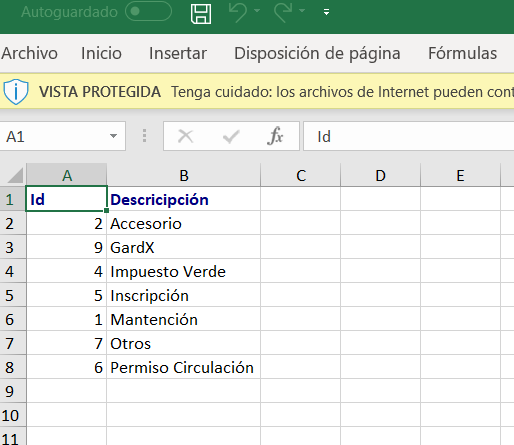 Autoguardado
Archivo Inicio Insertar Disposición de página Fórmulas
VISTA PROTEGIDA Tenga cuidado: los archivos de Internet pueden cont
A1 fx Id
A B C D E
1 Id Descricipción
2 2 Accesorio
3 9 GardX
4 4 Impuesto Verde
5 5 Inscripción
6 1 Mantención
7 7 Otros
8 6 Permiso Circulación
9
10
11